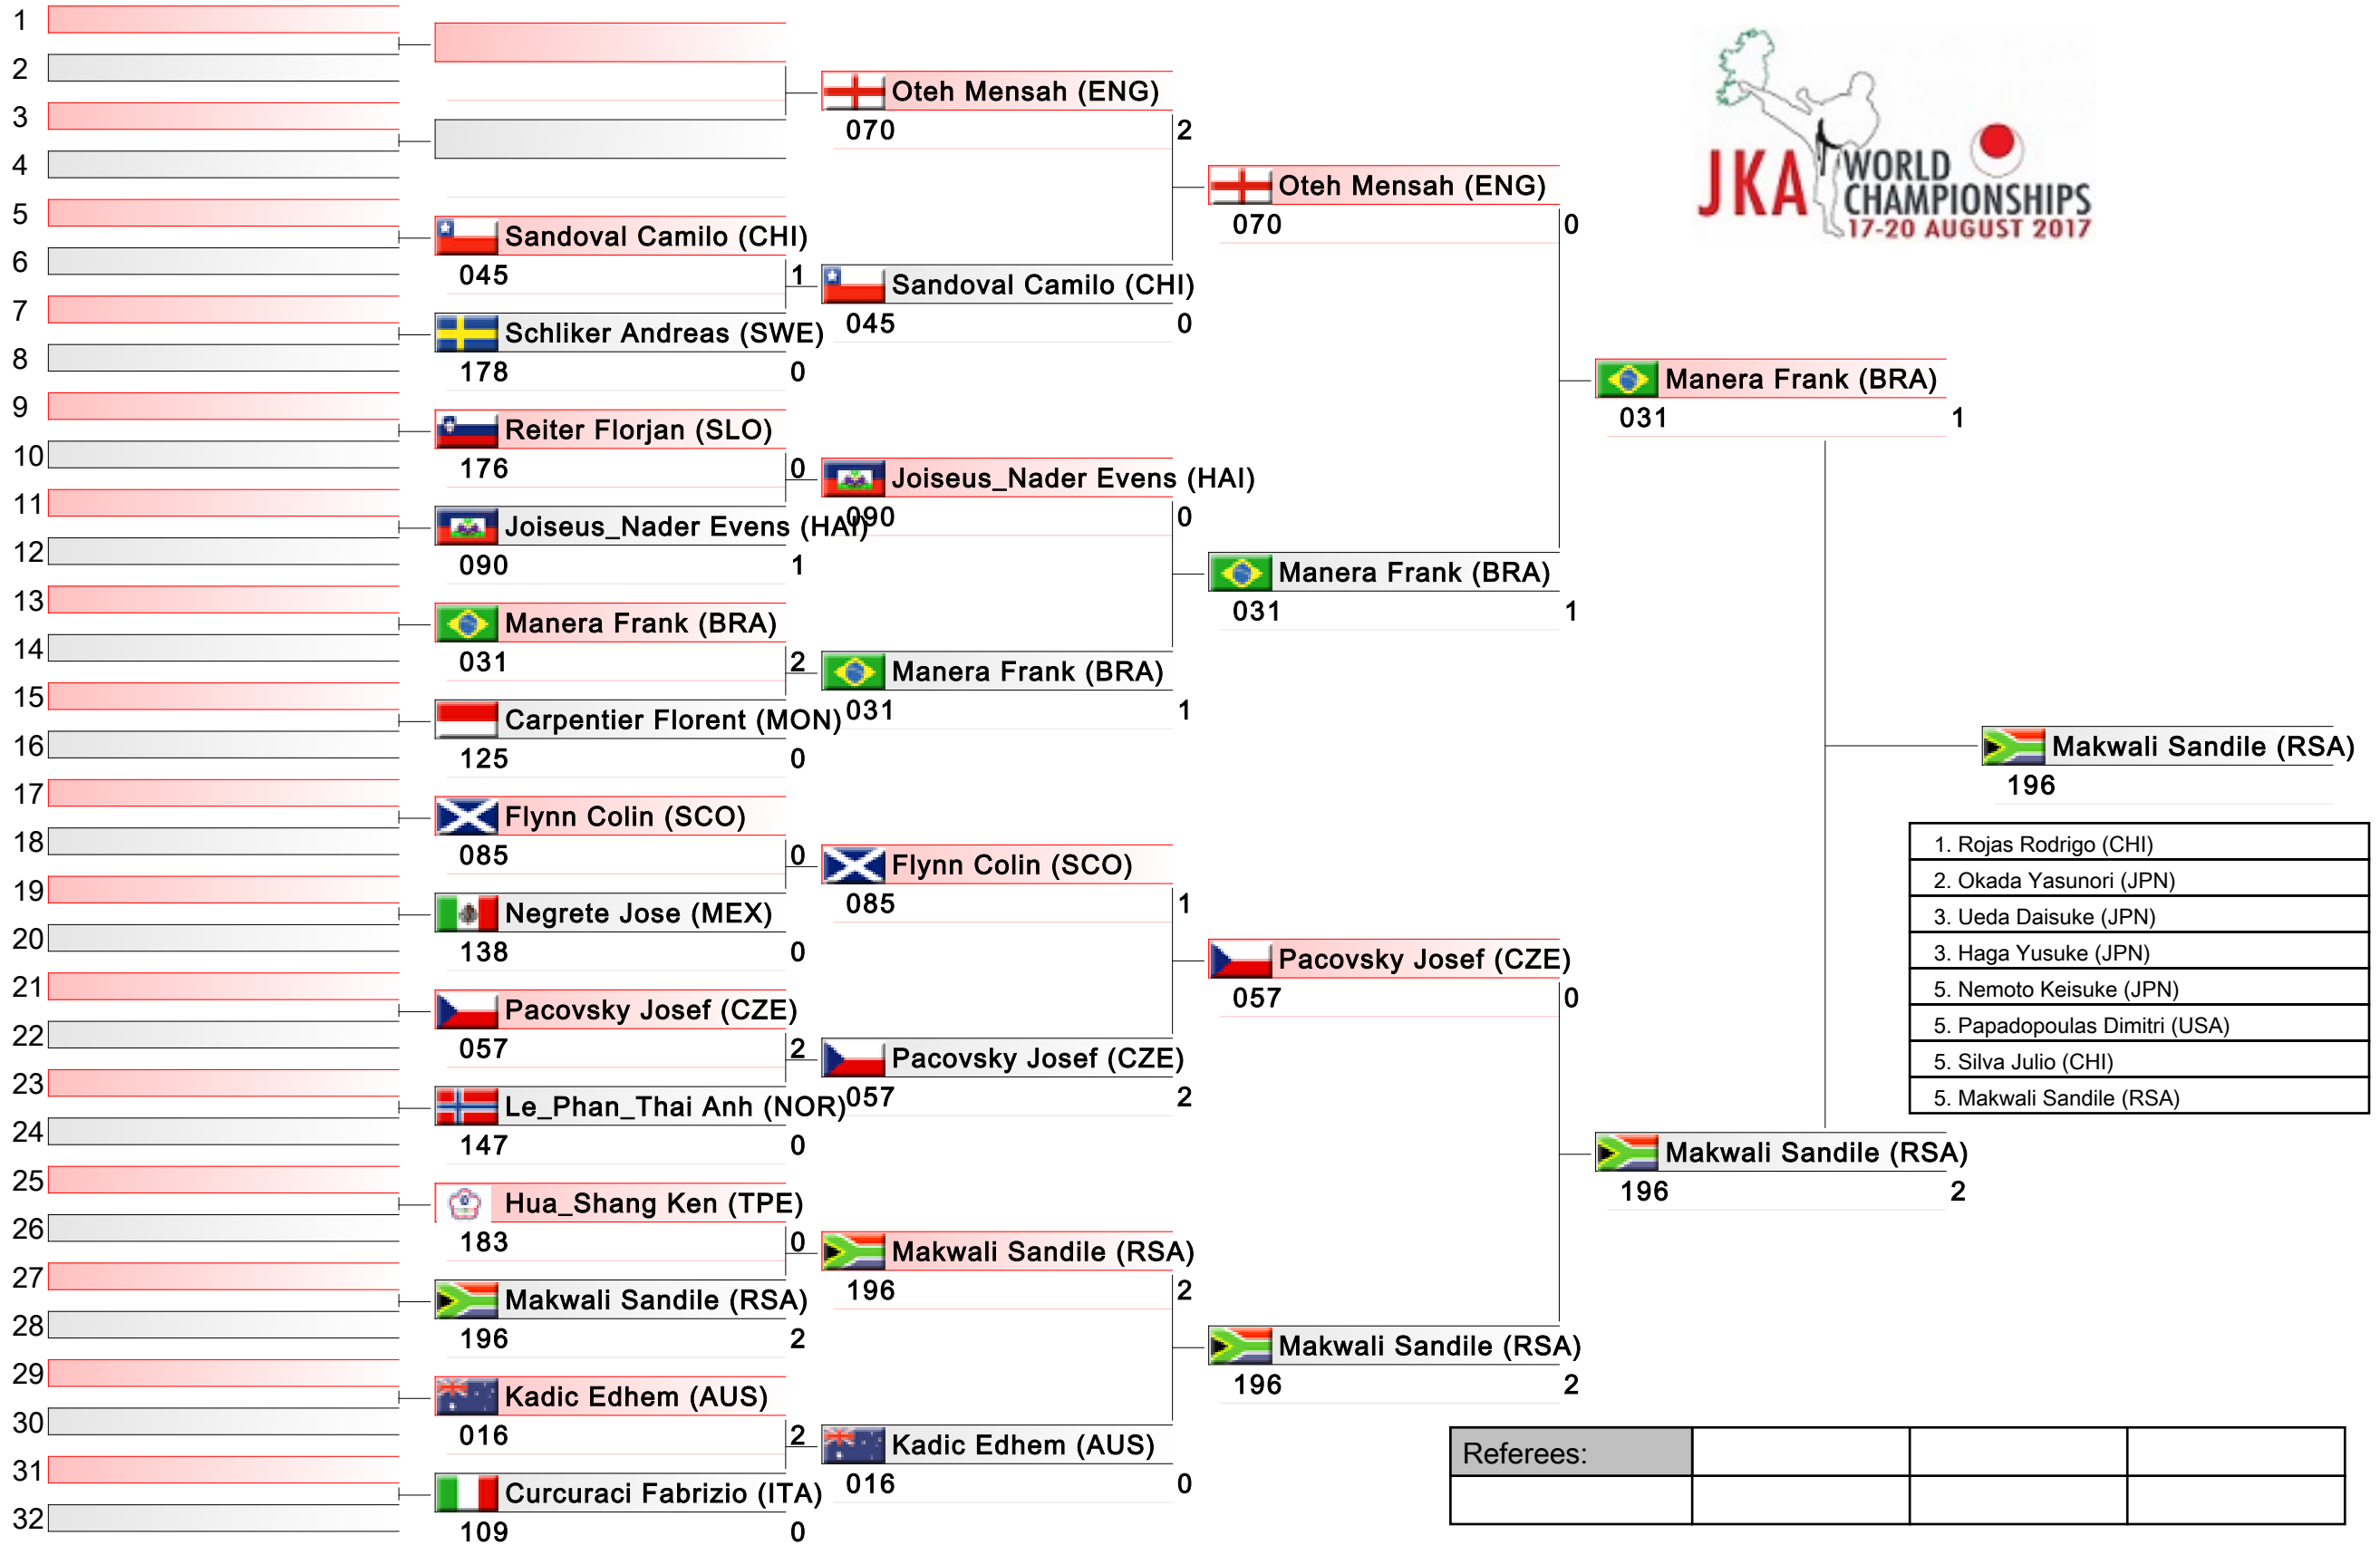 1
2
3
4
5
6
7
8
9
10
11
12
13
14
15
16
17
18
19
20
21
22
23
24
25
26
27
28
29
30
31
32
Sandoval Camilo (CHI)
045 1
Schliker Andreas (SWE)
178 0
Reiter Florjan (SLO)
176 0
Joiseus_Nader Evens (HAI)
090 1
Manera Frank (BRA)
031 2
Carpentier Florent (MON)
125 0
Flynn Colin (SCO)
085 0
Negrete Jose (MEX)
138 0
Pacovsky Josef (CZE)
057 2
Le_Phan_Thai Anh (NOR)
147 0
Hua_Shang Ken (TPE)
183 0
Makwali Sandile (RSA)
196 2
Kadic Edhem (AUS)
016 2
Curcuraci Fabrizio (ITA)
109 0
Oteh Mensah (ENG)
070 2
Sandoval Camilo (CHI)
045 0
Joiseus_Nader Evens (HAI)
090 0
Manera Frank (BRA)
031 1
Flynn Colin (SCO)
085 1
Pacovsky Josef (CZE)
057 2
Makwali Sandile (RSA)
196 2
Kadic Edhem (AUS)
016 0
Oteh Mensah (ENG)
070 0
Manera Frank (BRA)
031 1
Pacovsky Josef (CZE)
057 0
Makwali Sandile (RSA)
196 2
Manera Frank (BRA)
031 1
Makwali Sandile (RSA)
196 2
JKA WORLD
CHAMPIONSHIPS
17-20 AUGUST 2017
Makwali Sandile (RSA)
196
1. Rojas Rodrigo (CHI)
2. Okada Yasunori (JPN)
3. Ueda Daisuke (JPN)
3. Haga Yusuke (JPN)
5. Nemoto Keisuke (JPN)
5. Papadopoulas Dimitri (USA)
5. Silva Julio (CHI)
5. Makwali Sandile (RSA)
Referees: